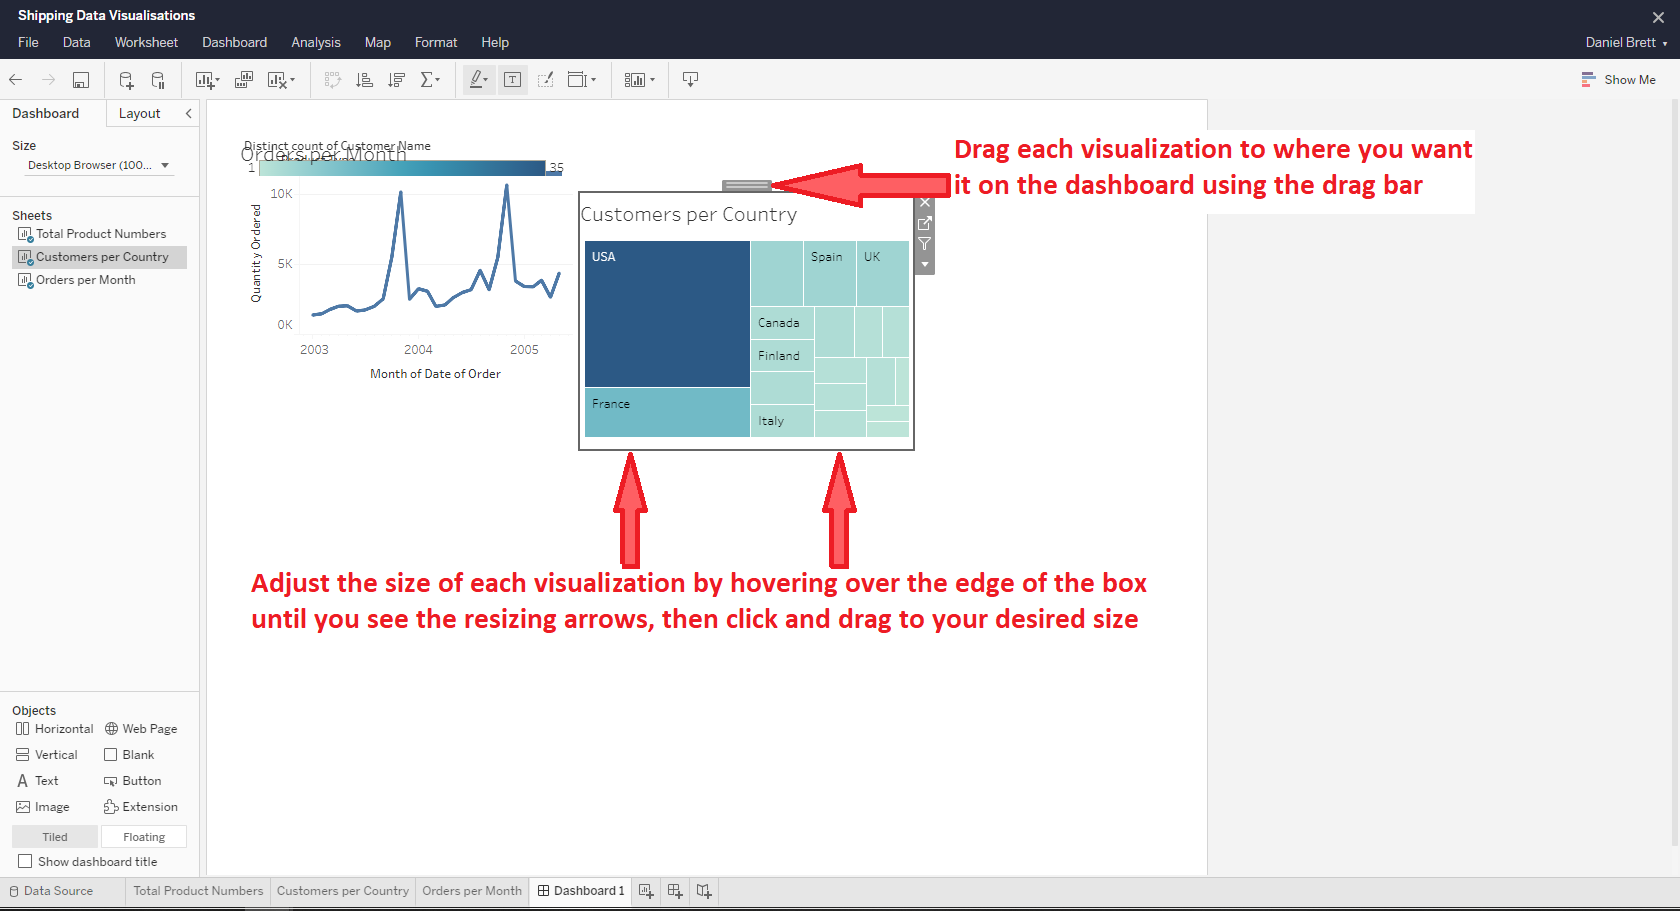 Shipping Data Visualisations
File Data Worksheet Dashboard Analysis Map Format Help
Daniel Brett
Show Me
Dashboard
Layout
Size
Desktop Browser (100...
Sheets
Total Product Numbers
Customers per Country
Orders per Month
Distinct count of Customer Name
Orders per Month
1
35
10K
5K
0K
Quantity Ordered
2003 2004 2005
Month of Date of Order
Customers per Country
USA
Spain
UK
Canada
Finland
France
Italy
Drag each visualization to where you want
it on the dashboard using the drag bar
Adjust the size of each visualization by hovering over the edge of the box
until you see the resizing arrows, then click and drag to your desired size
Objects
Horizontal Web Page
Vertical Blank
Text Button
Image Extension
Tiled Floating
Show dashboard title
Data Source Total Product Numbers Customers per Country Orders per Month Dashboard 1